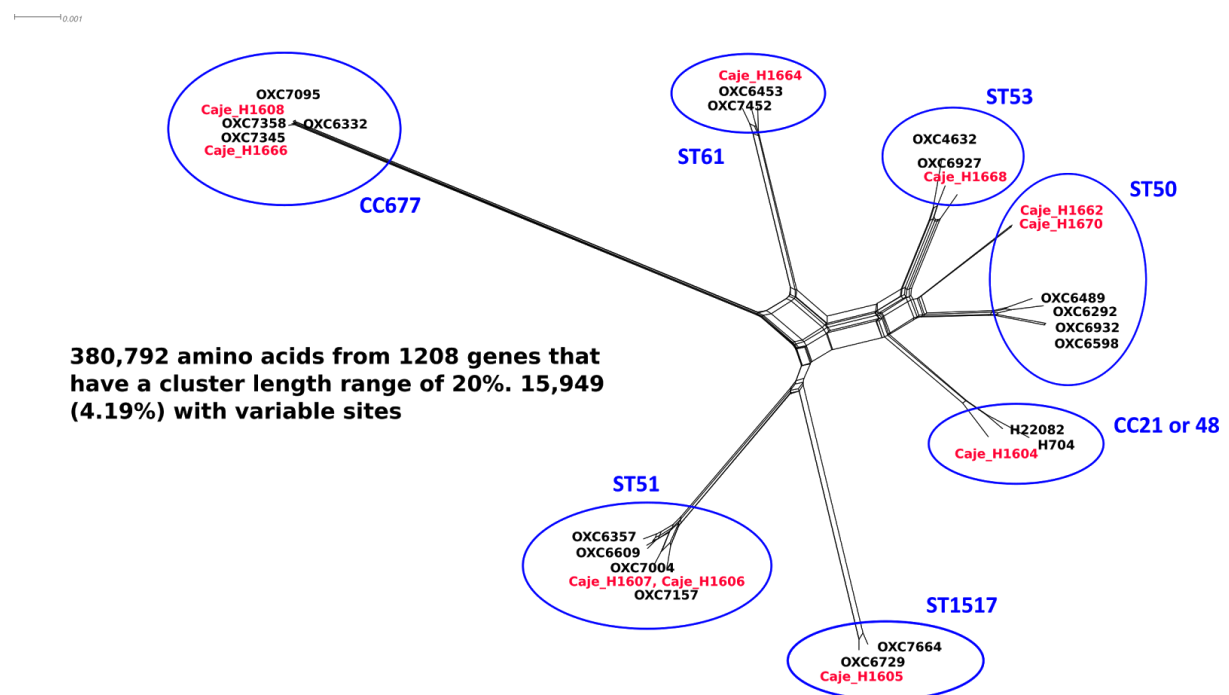 0.001
OXC7095
Caje_H1608
OXC7358
OXC6332
OXC7345
Caje_H1666
CC677
Caje_H1664
OXC6453
OXC7452
ST61
ST53
OXC4632
OXC6927
Caje_H1668
ST50
Caje_H1662
Caje_H1670
OXC6489
OXC6292
OXC6932
OXC6598
380,792 amino acids from 1208 genes that
have a cluster length range of 20%. 15,949
(4.19%) with variable sites
CC21 or 48
H22082
H704
Caje_H1604
ST51
OXC6357
OXC6609
OXC7004
Caje_H1607, Caje_H1606
OXC7157
ST1517
OXC7664
OXC6729
Caje_H1605